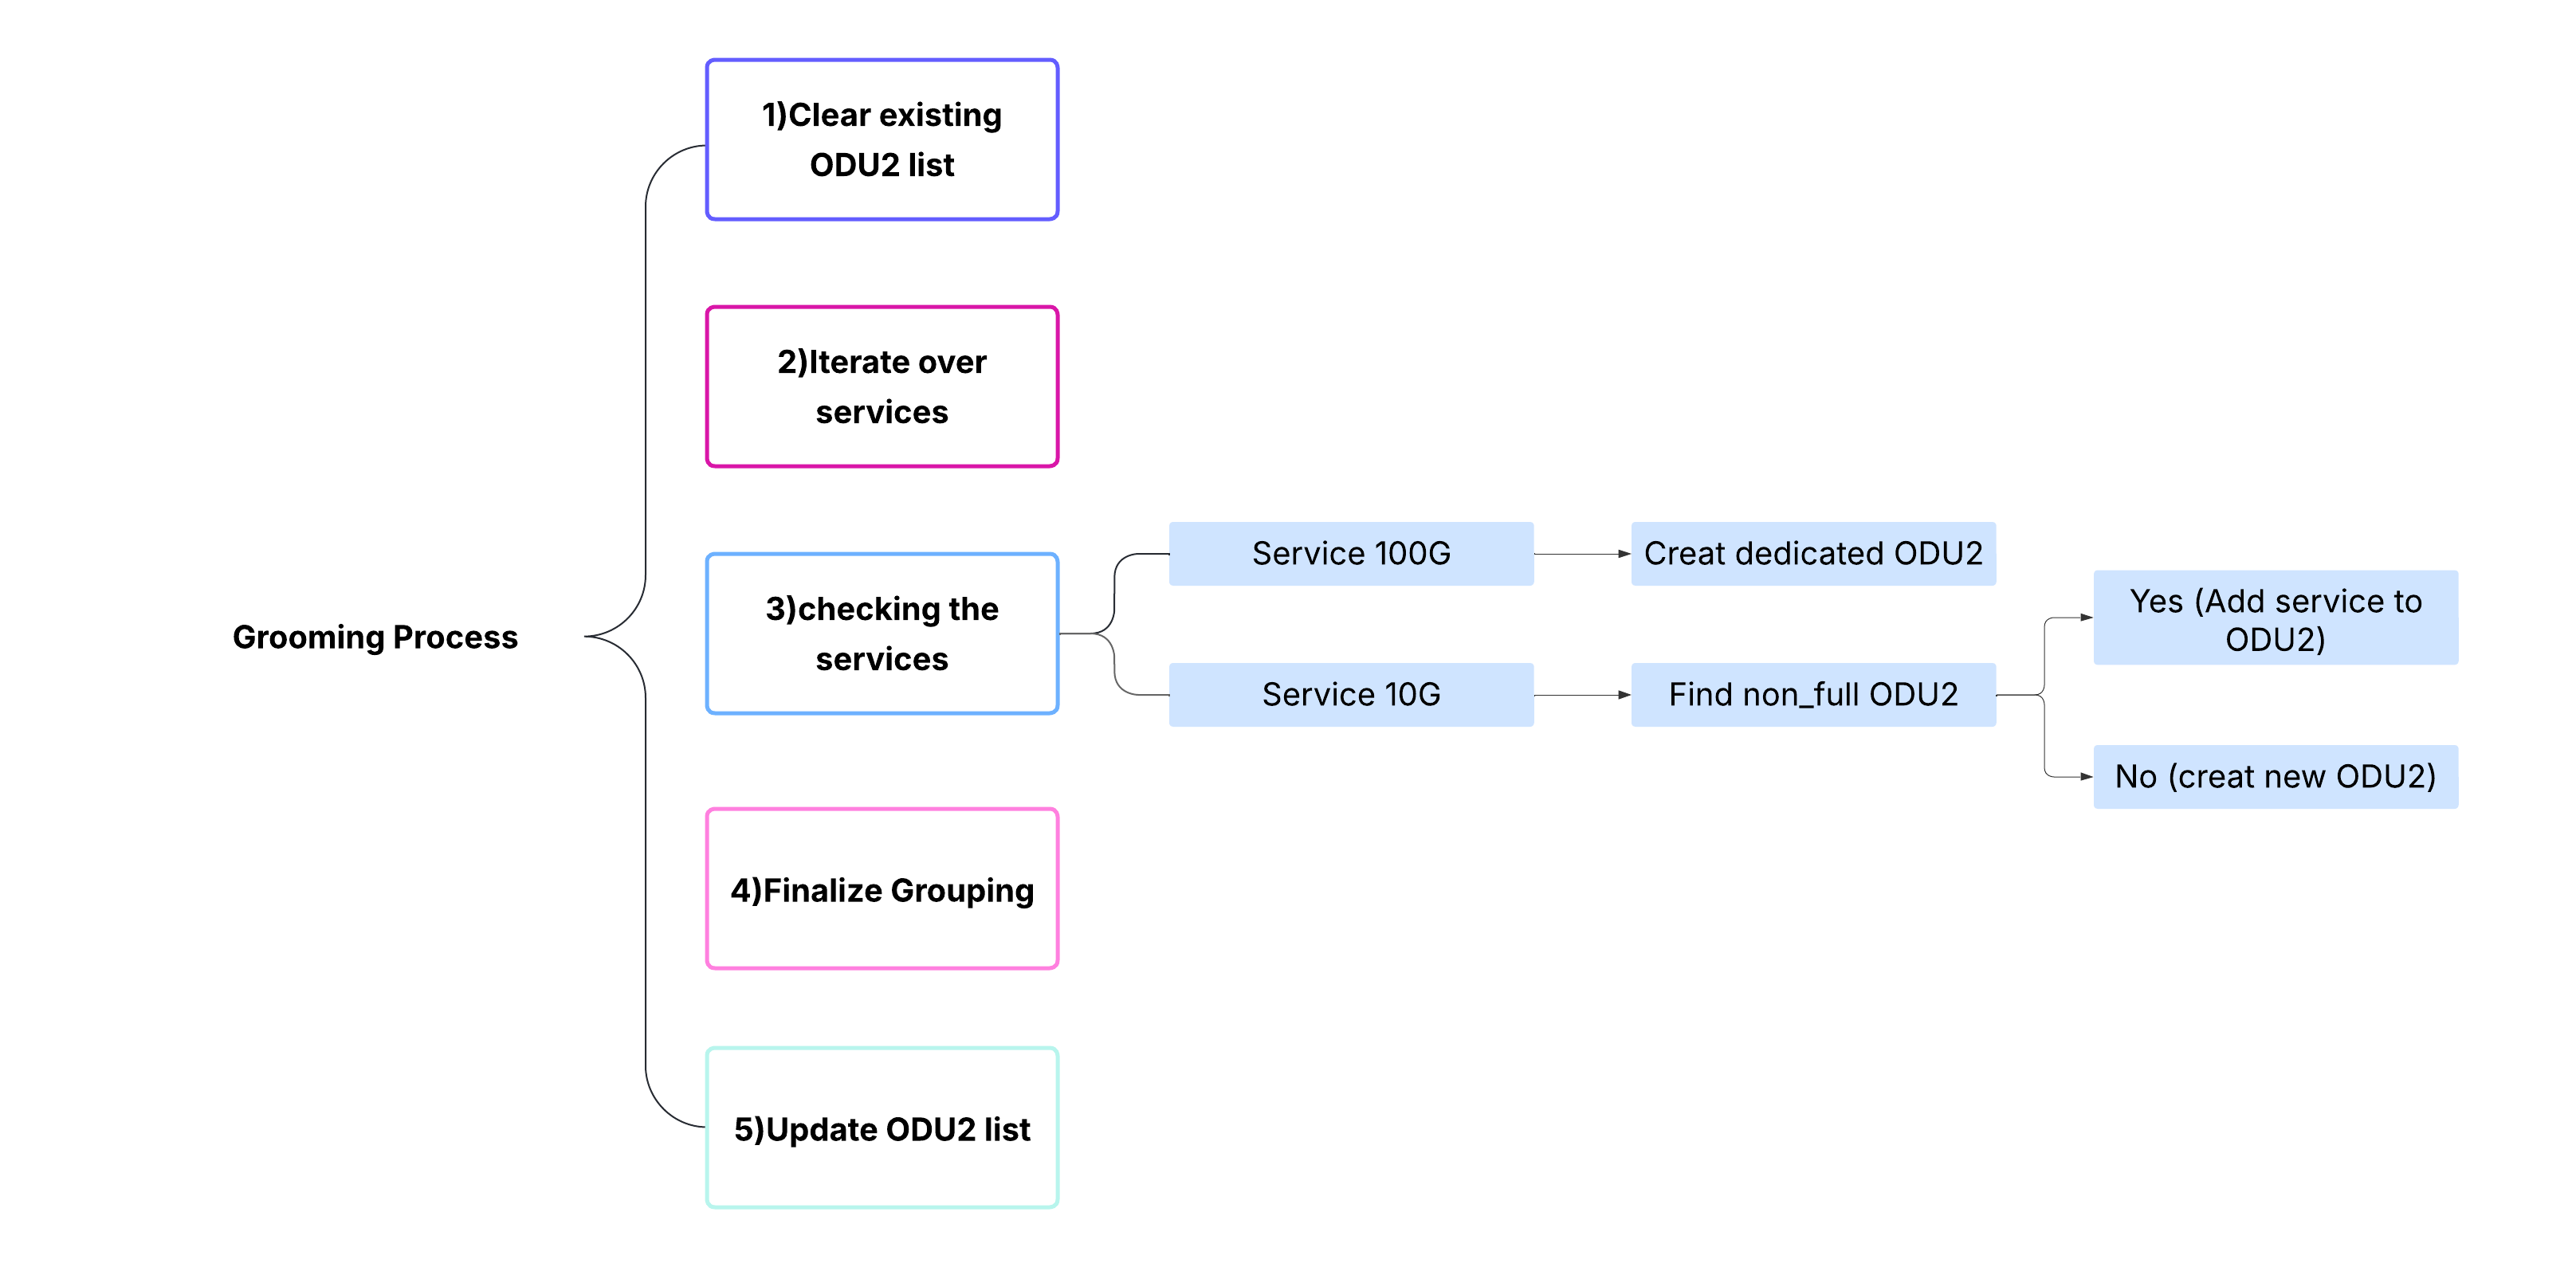 Grooming Process
1)Clear existing
ODU2 list
2)Iterate over
services
3)checking the
services
Service 100G
Creat dedicated ODU2
Service 10G
Find non_full ODU2
Yes (Add service to
ODU2)
No (creat new ODU2)
4)Finalize Grouping
5)Update ODU2 list